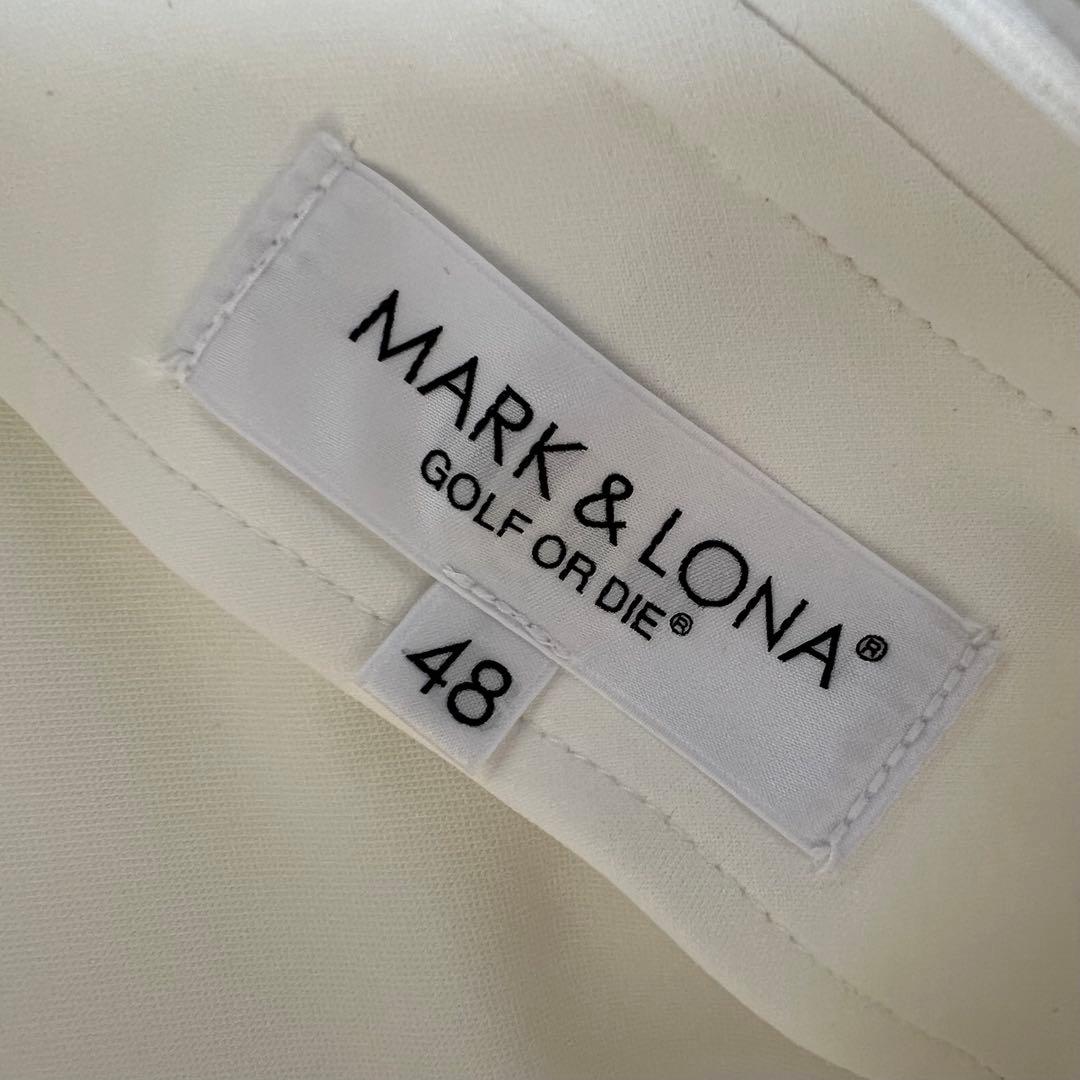 MARK & LONA®
GOLF OR DIE®
48